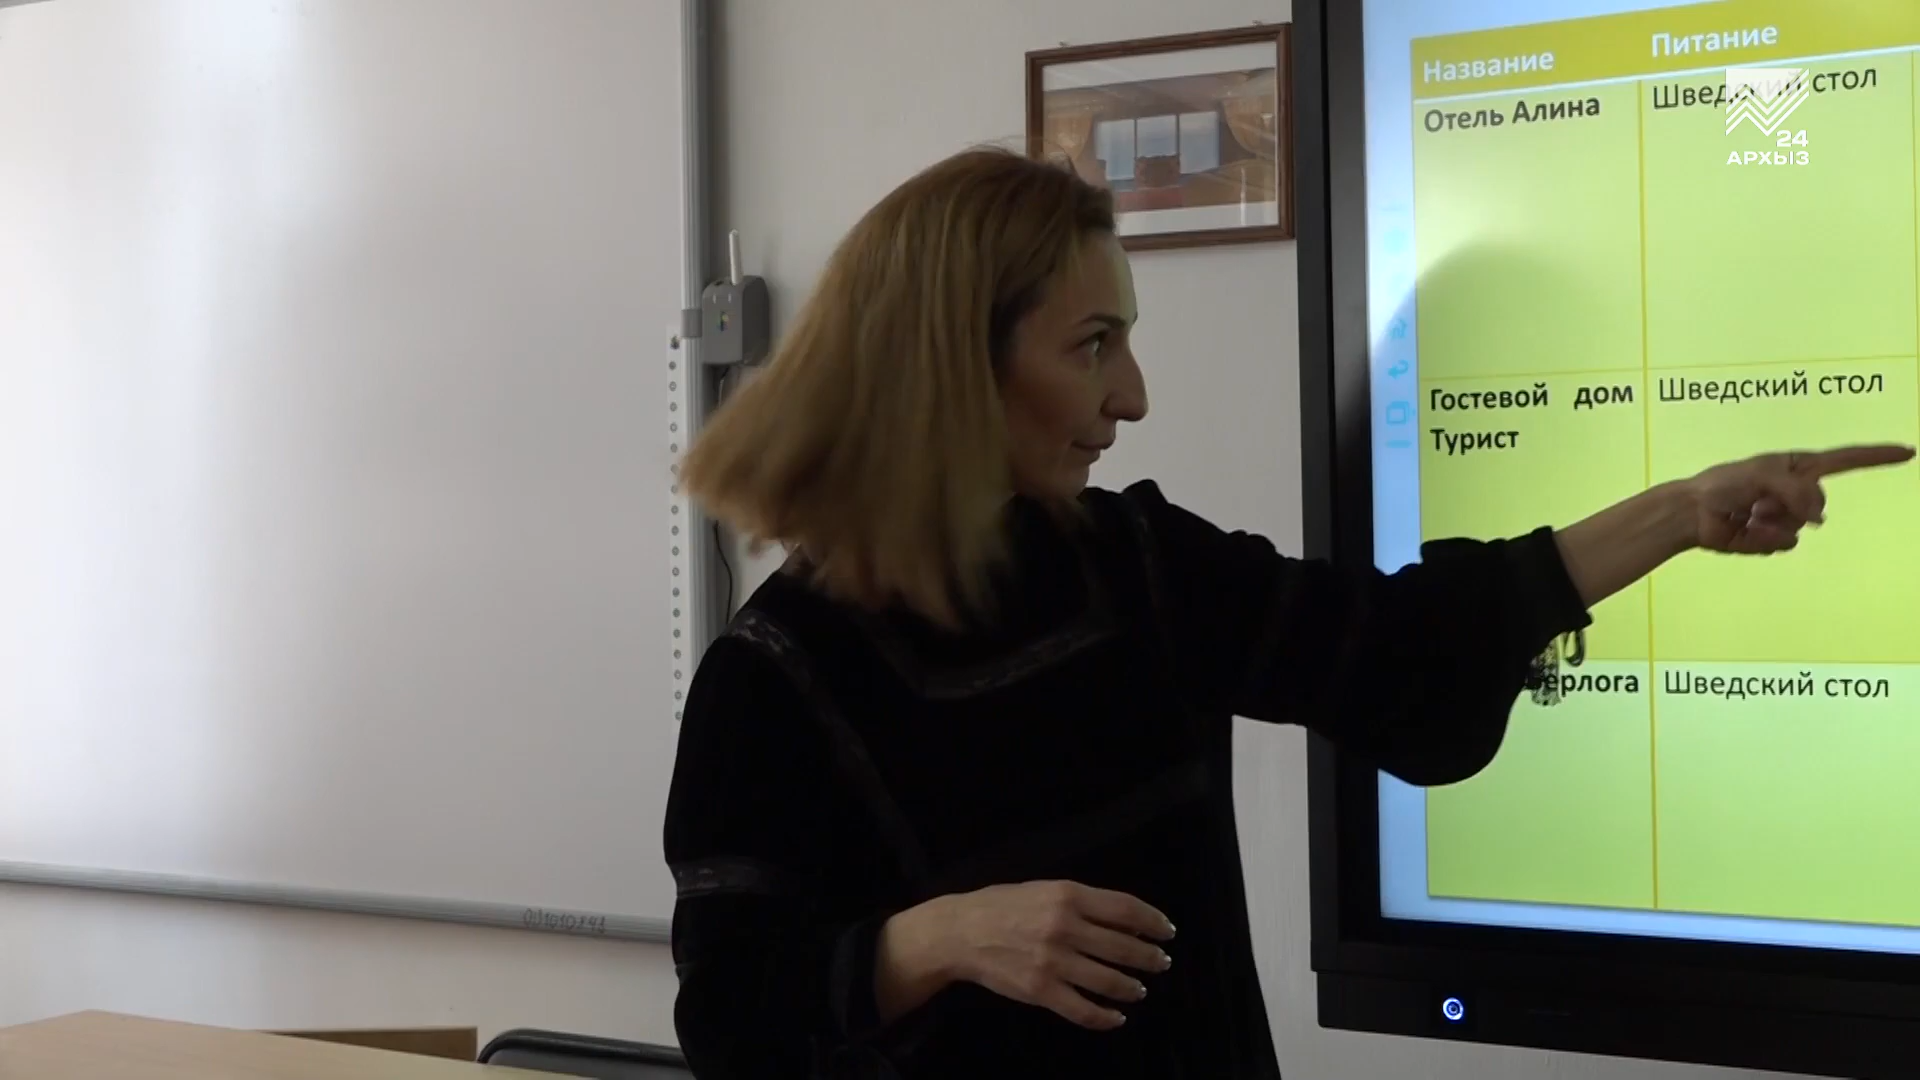 Название Питание
Отель Алина Шведский стол
24
АРХЫЗ
Гостевой дом Шведский стол
Турист
Шведский стол